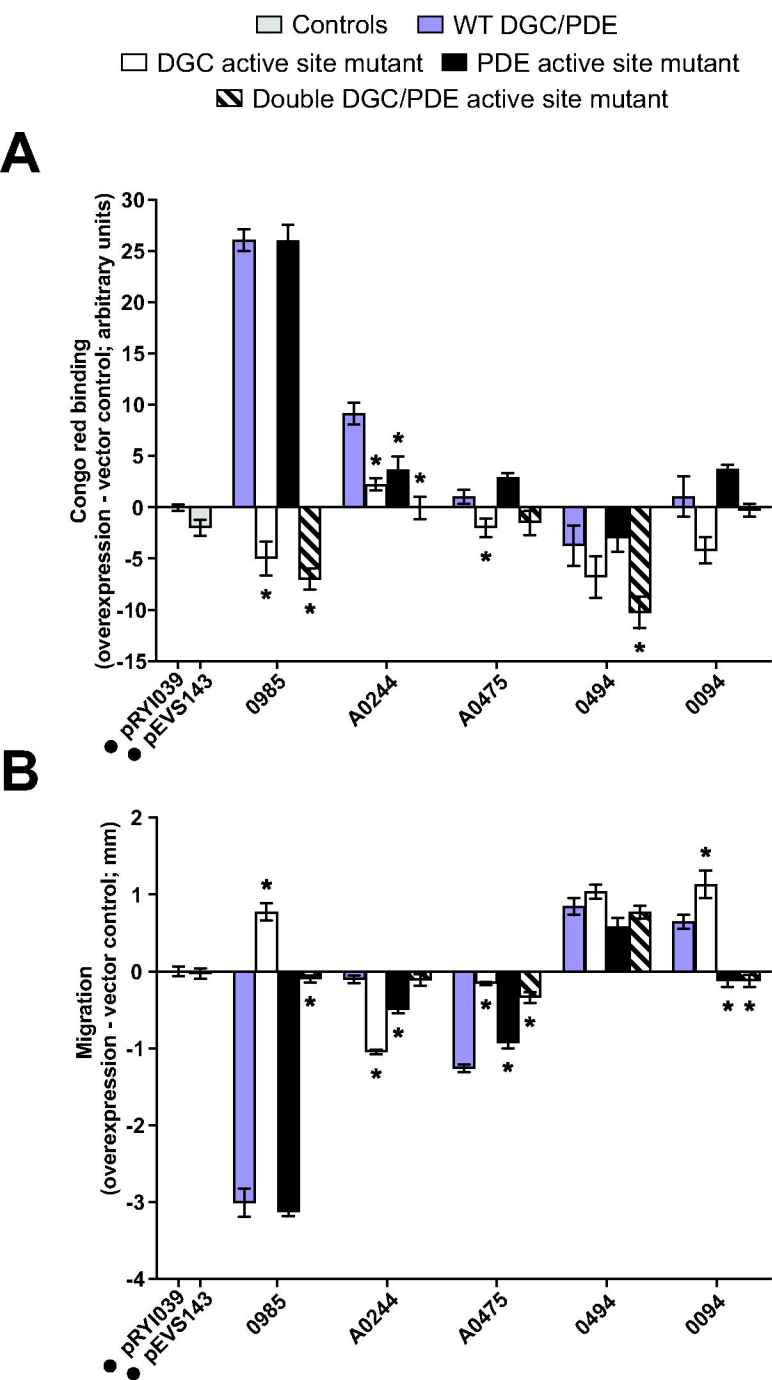 Controls WT DGC/PDE
DGC active site mutant PDE active site mutant
Double DGC/PDE active site mutant
A
Congo red binding
(overexpression - vector control; arbitrary units)
30
25
20
15
10
5
0
-5
-10
-15
* * * * * * *
pRYI039
pEVS143
0985
A0244
A0475
0494
0094
B
Migration
(overexpression - vector control; mm)
2
1
0
-1
-2
-3
-4
* * * * * * * * * *
pRYI039
pEVS143
0985
A0244
A0475
0494
0094